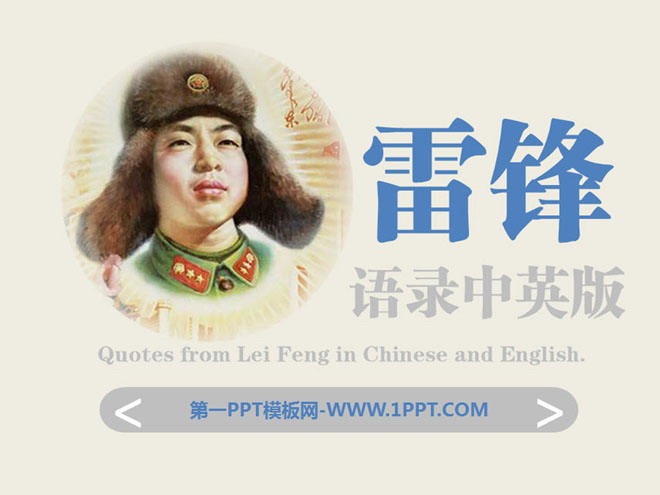 雷锋
语录中英版
Quotes from Lei Feng in Chinese and English.
< 第一PPT模板网-WWW.1PPT.COM >